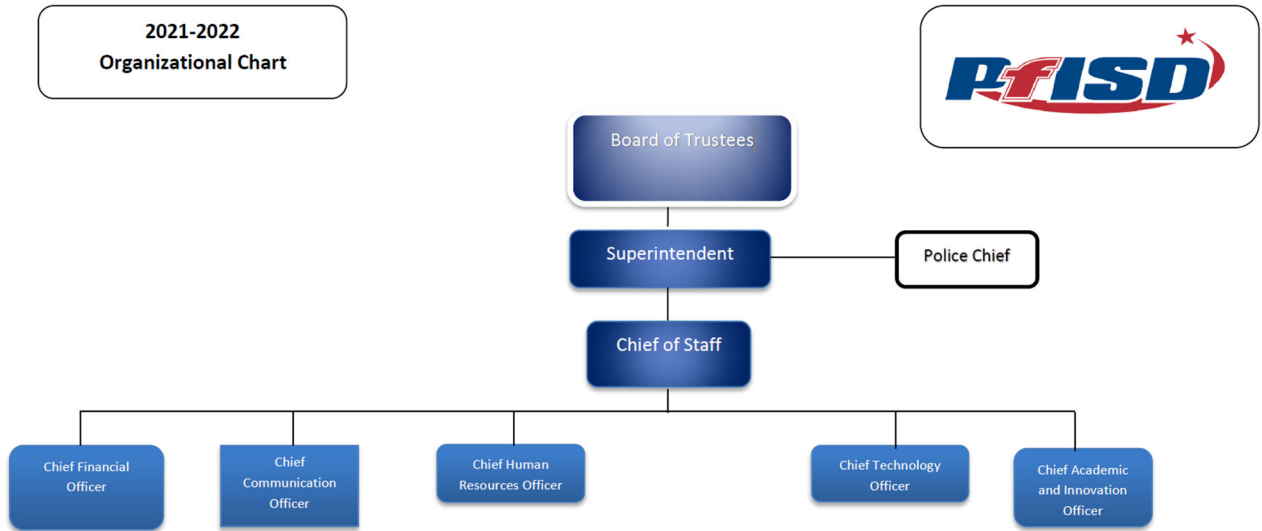 2021-2022
Organizational Chart
PfISD
Board of Trustees
Superintendent
Police Chief
Chief of Staff
Chief Financial
Officer
Chief
Communication
Officer
Chief Human
Resources Officer
Chief Technology
Officer
Chief Academic
and Innovation
Officer